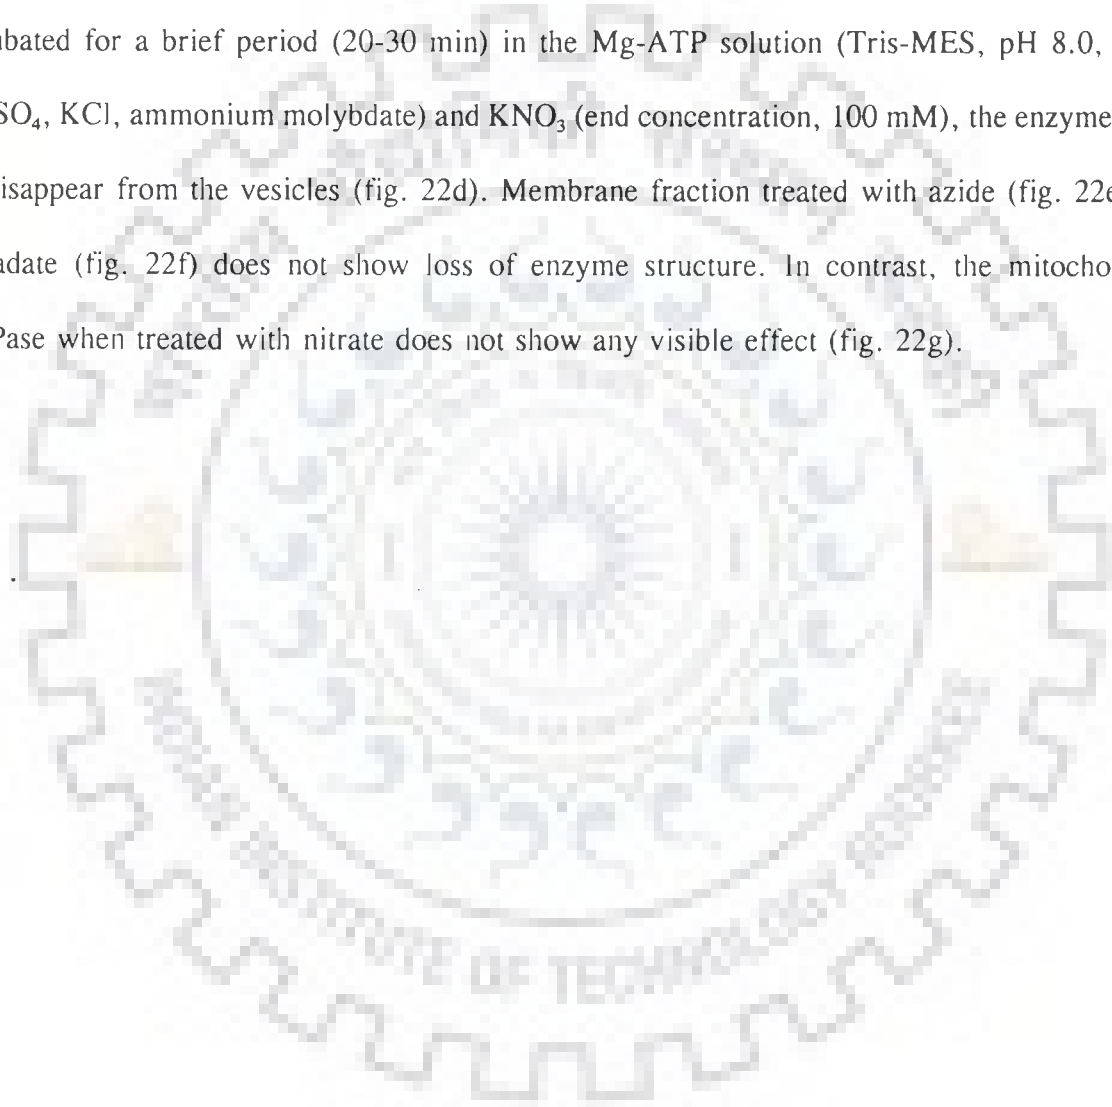 ubated for a brief period (20-30 min) in the Mg-ATP solution (Tris-MES, pH 8.0,
SO₄, KCl, ammonium molybdate) and KNO₃ (end concentration, 100 mM), the enzyme
isappear from the vesicles (fig. 22d). Membrane fraction treated with azide (fig. 22e
adate (fig. 22f) does not show loss of enzyme structure. In contrast, the mitocho
Pase when treated with nitrate does not show any visible effect (fig. 22g).
INDIAN INSTITUTE OF TECHNOLOGY ROORKEE